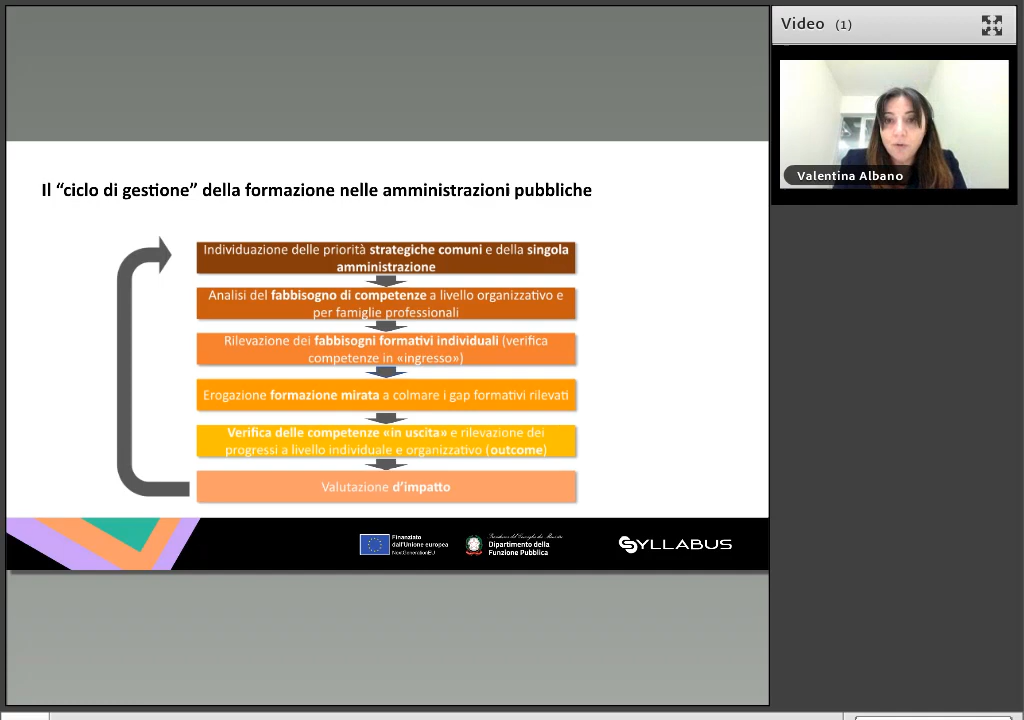 Video (1)
Valentina Albano
Il “ciclo di gestione” della formazione nelle amministrazioni pubbliche
Individuazione delle priorità strategiche comuni e della singola
amministrazione
Analisi del fabbisogno di competenze a livello organizzativo e
per famiglie professionali
Rilevazione dei fabbisogni formativi individuali (verifica
competenze in «ingresso»)
Erogazione formazione mirata a colmare i gap formativi rilevati
Verifica delle competenze «in uscita» e rilevazione dei
progressi a livello individuale e organizzativo (outcome)
Valutazione d’impatto
Finanziato
dall'Unione europea
NextGenerationEU
Dipartimento della
Funzione Pubblica
SYLLABUS